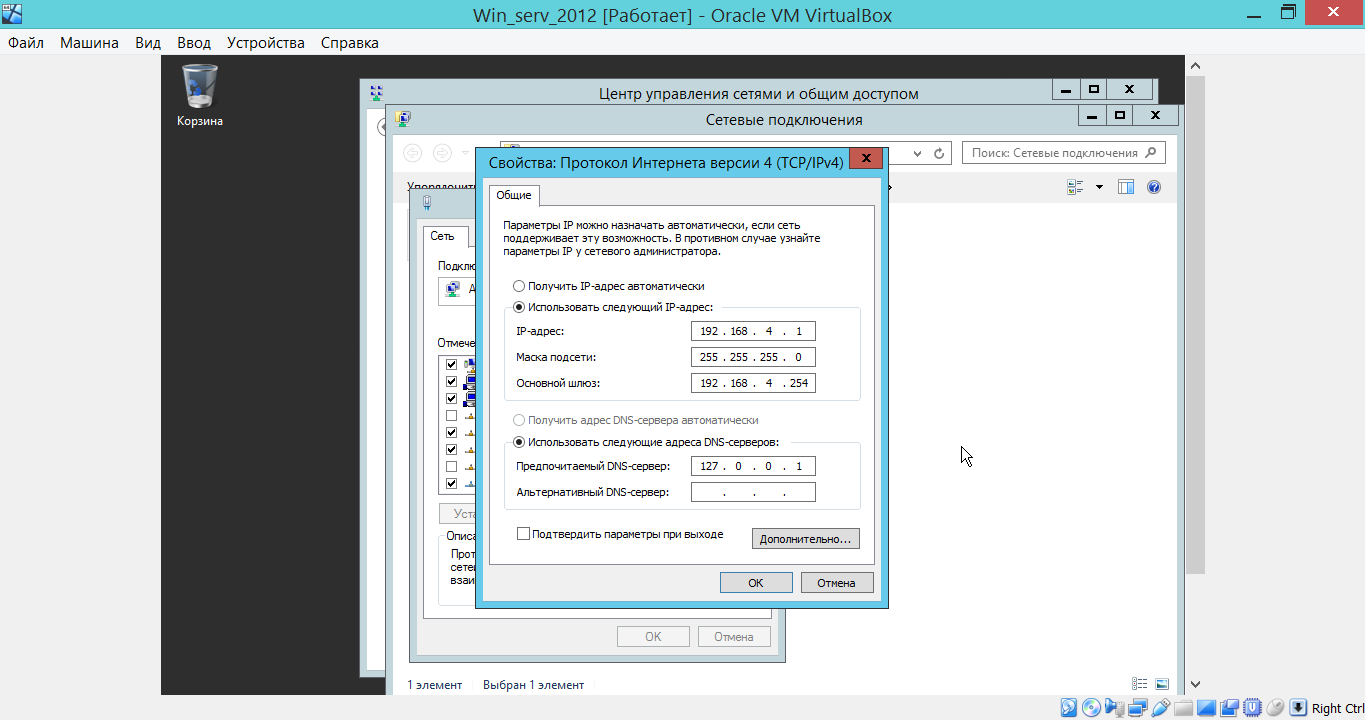 Win_serv_2012 [Работает] - Oracle VM VirtualBox
Файл Машина Вид Ввод Устройства Справка
Корзина
Центр управления сетями и общим доступом
Сетевые подключения
Поиск: Сетевые подключения
Упорядочить
Свойства: Протокол Интернета версии 4 (TCP/IPv4)
Общие
Параметры IP можно назначать автоматически, если сеть
поддерживает эту возможность. В противном случае узнайте
параметры IP у сетевого администратора.
Получить IP-адрес автоматически
Использовать следующий IP-адрес:
IP-адрес: 192 . 168 . 4 . 1
Маска подсети: 255 . 255 . 255 . 0
Основной шлюз: 192 . 168 . 4 . 254
Получить адрес DNS-сервера автоматически
Использовать следующие адреса DNS-серверов:
Предпочитаемый DNS-сервер: 127 . 0 . 0 . 1
Альтернативный DNS-сервер: . . .
Подтвердить параметры при выходе
Дополнительно...
OK Отмена
Сеть
OK Отмена
1 элемент Выбран 1 элемент
Right Ctrl